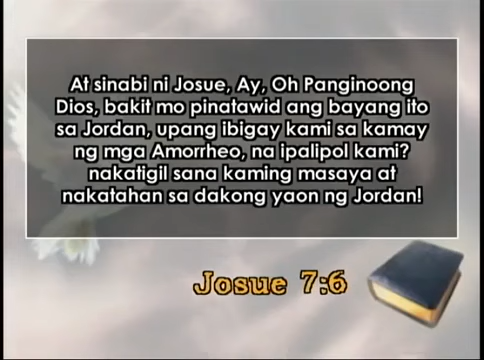 At sinabi ni Josue, Ay, Oh Panginoong
Dios, bakit mo pinatawid ang bayang ito
sa Jordan, upang ibigay kami sa kamay
ng mga Amorrheo, na ipalipol kami?
nakatigil sana kaming masaya at
nakatahan sa dakong yaon ng Jordan!
Josue 7:6